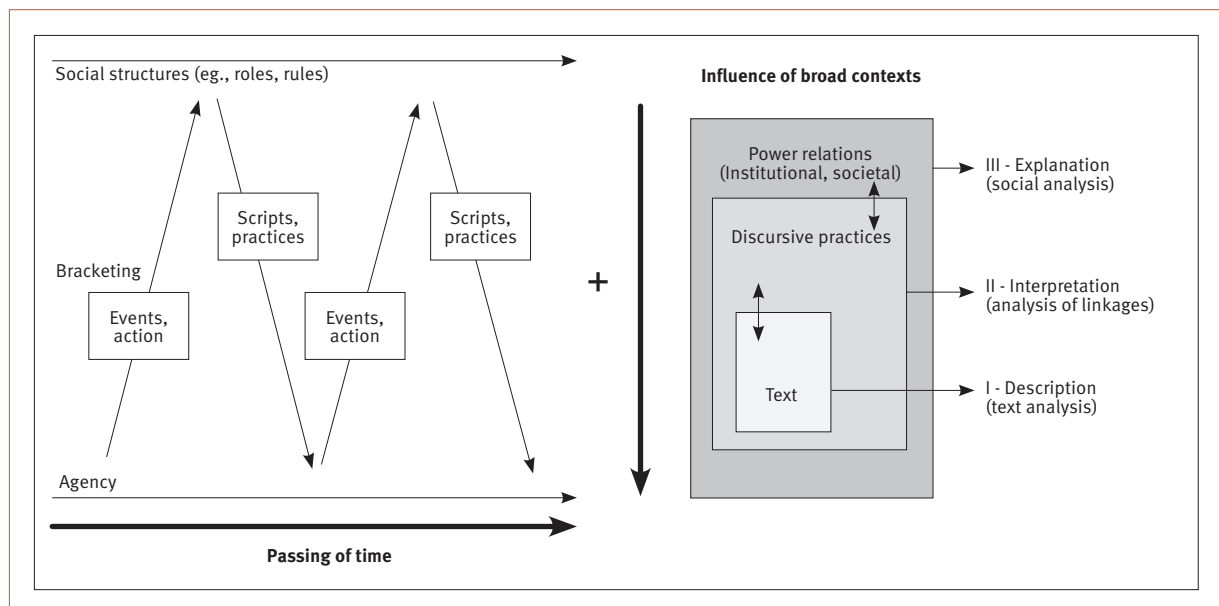 Social structures (eg., roles, rules)
Scripts,
practices
Scripts,
practices
Bracketing
Events,
action
Events,
action
Agency
Passing of time
+
Influence of broad contexts
Power relations
(Institutional, societal)
Discursive practices
Text
III - Explanation
(social analysis)
II - Interpretation
(analysis of linkages)
I - Description
(text analysis)